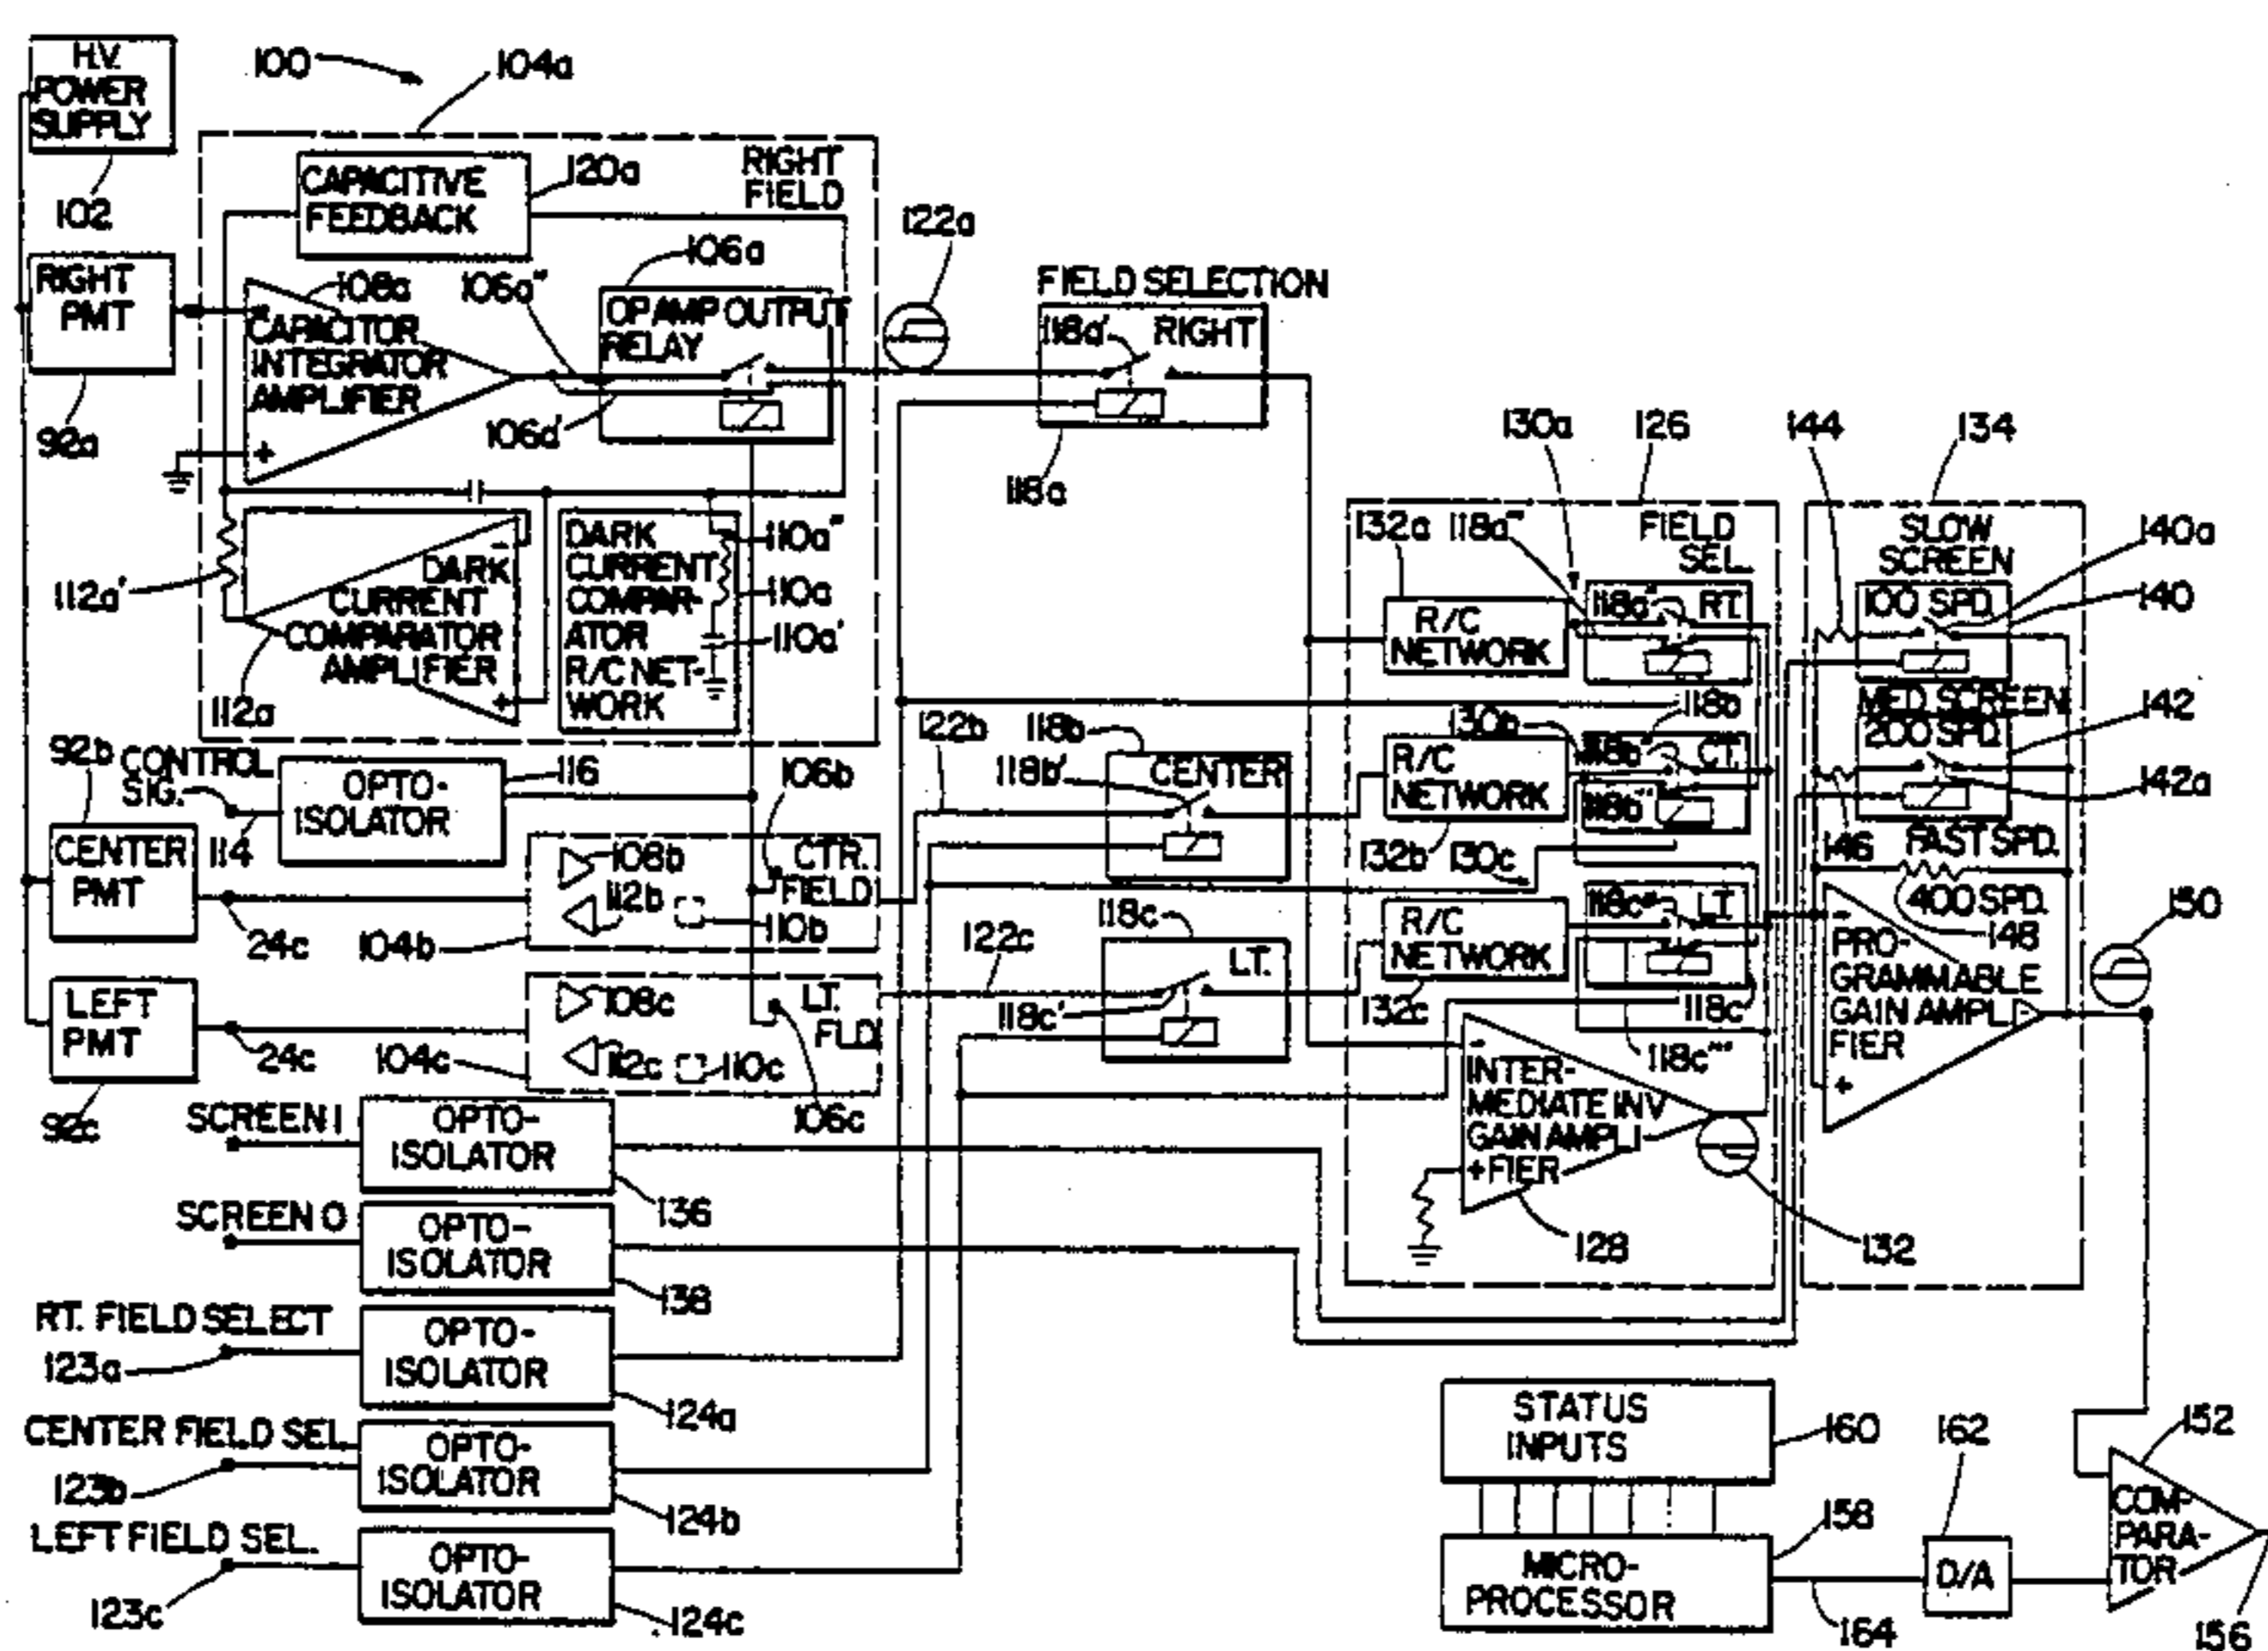 H.V.
POWER
SUPPLY
102
100
104a
CAPACITIVE
FEEDBACK
120a
RIGHT
FIELD
122a
RIGHT
PMT
92a
108a
CAPACITOR
INTEGRATOR
AMPLIFIER
+
106a"
106a
OP AMP OUTPUT
RELAY
106a'
FIELD SELECTION
118a'
RIGHT
118a
112a'
-
DARK
CURRENT
COMPARATOR
AMPLIFIER
+
112a
DARK
CURRENT
COMPAR-
ATOR
R/C NET-
WORK
110a"
110a
110a'
130a
126
144
134
132a
118a"'
FIELD
SEL.
118a"
RT.
R/C
NETWORK
SLOW
SCREEN
100 SPD.
140a
140
MED. SCREEN
200 SPD.
142
142a
146
FAST SPD.
400 SPD.
148
92b
CONTROL
SIG.
114
OPTO-
ISOLATOR
116
106b
122b
118b
118b'
CENTER
130b
118b
R/C
NETWORK
118b"
CT.
118b"'
132b
130c
CENTER
PMT
24c
108b
112b
110b
CTR.
FIELD
104b
122c
118c
LT.
118c'
R/C
NETWORK
118c"
LT.
132c
118c
118c"'
LEFT
PMT
92c
24c
108c
112c
110c
LT.
FLD.
104c
106c
-
INTER-
MEDIATE INV
GAIN AMPLI
FIER
+
128
132
-
PRO-
GRAMMABLE
GAIN AMPLI-
FIER
+
150
SCREEN 1
OPTO-
ISOLATOR
136
SCREEN 0
OPTO-
ISOLATOR
138
RT. FIELD SELECT
123a
OPTO-
ISOLATOR
124a
CENTER FIELD SEL.
123b
OPTO-
ISOLATOR
124b
LEFT FIELD SEL.
123c
OPTO-
ISOLATOR
124c
STATUS
INPUTS
160
MICRO-
PROCESSOR
158
164
162
D/A
152
COMP
PARA-
TOR
156